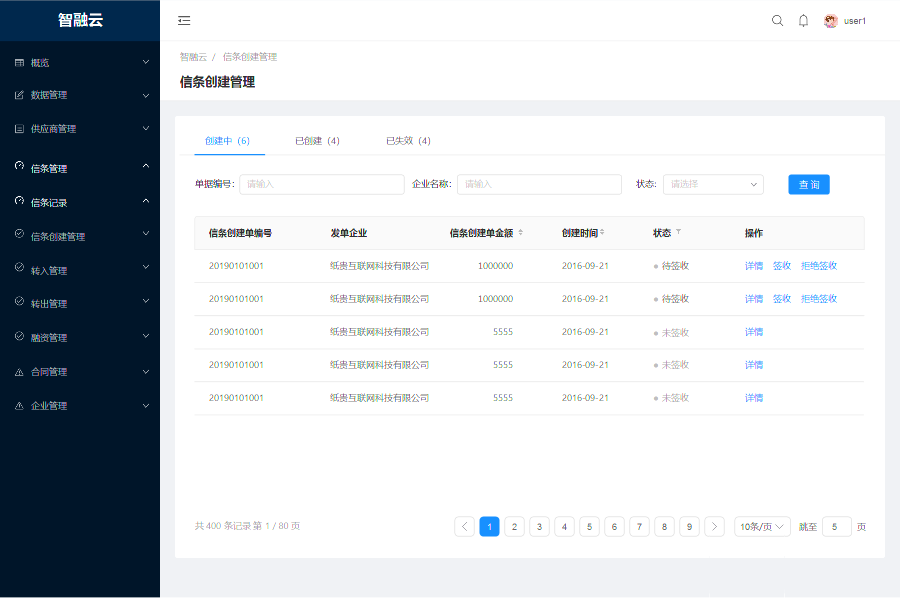 智融云
user1
概览
数据管理
供应商管理
信条管理
信条记录
信条创建管理
转入管理
转出管理
融资管理
合同管理
企业管理
智融云 / 信条创建管理
信条创建管理
创建中 (6) 已创建 (4) 已失效 (4)
单据编号: 请输入 企业名称: 请输入 状态: 请选择 查 询
信条创建单编号 发单企业 信条创建单金额 创建时间 状态 操作
20190101001 纸贵互联网科技有限公司 1000000 2016-09-21 待签收 详情 签收 拒绝签收
20190101001 纸贵互联网科技有限公司 1000000 2016-09-21 待签收 详情 签收 拒绝签收
20190101001 纸贵互联网科技有限公司 5555 2016-09-21 未签收 详情
20190101001 纸贵互联网科技有限公司 5555 2016-09-21 未签收 详情
20190101001 纸贵互联网科技有限公司 5555 2016-09-21 未签收 详情
共 400 条记录 第 1 / 80 页 1 2 3 4 5 6 7 8 9 10条/页 跳至 5 页